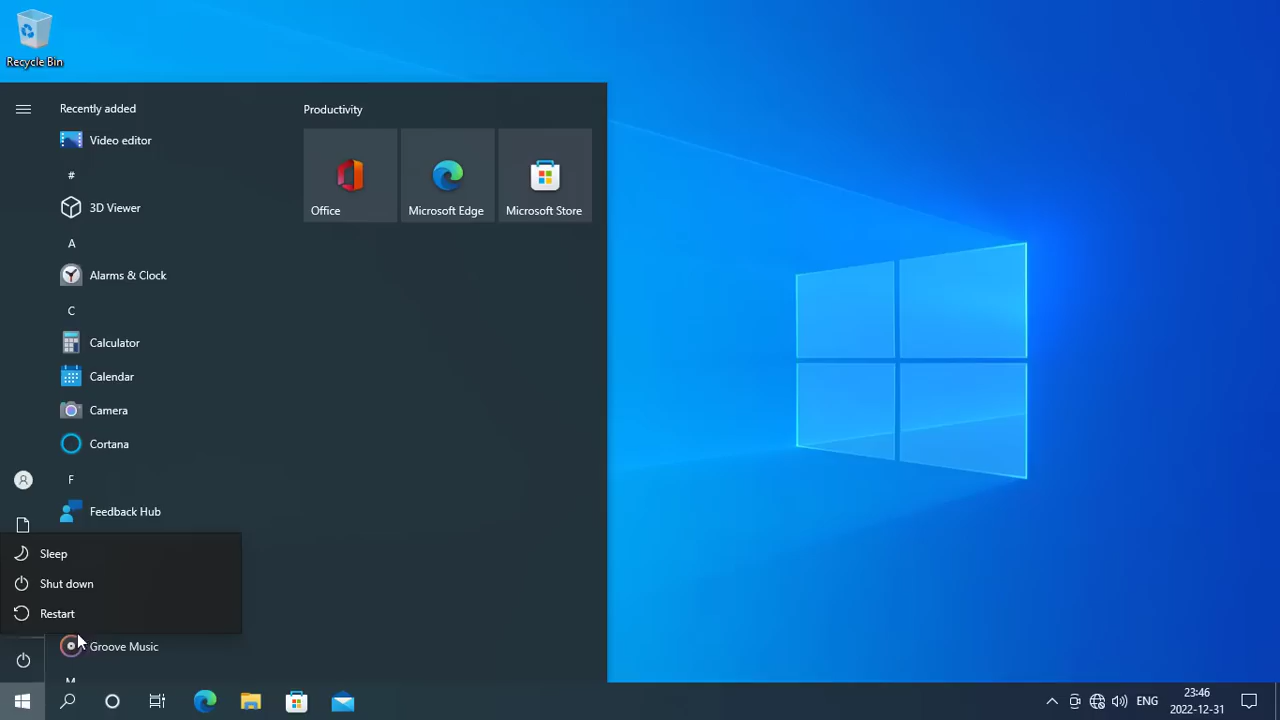 Recycle Bin
Recently added
Video editor
#
3D Viewer
A
Alarms & Clock
C
Calculator
Calendar
Camera
Cortana
F
Feedback Hub
Sleep
Shut down
Restart
Groove Music
M
Productivity
Office
Microsoft Edge
Microsoft Store
ENG
23:46
2022-12-31